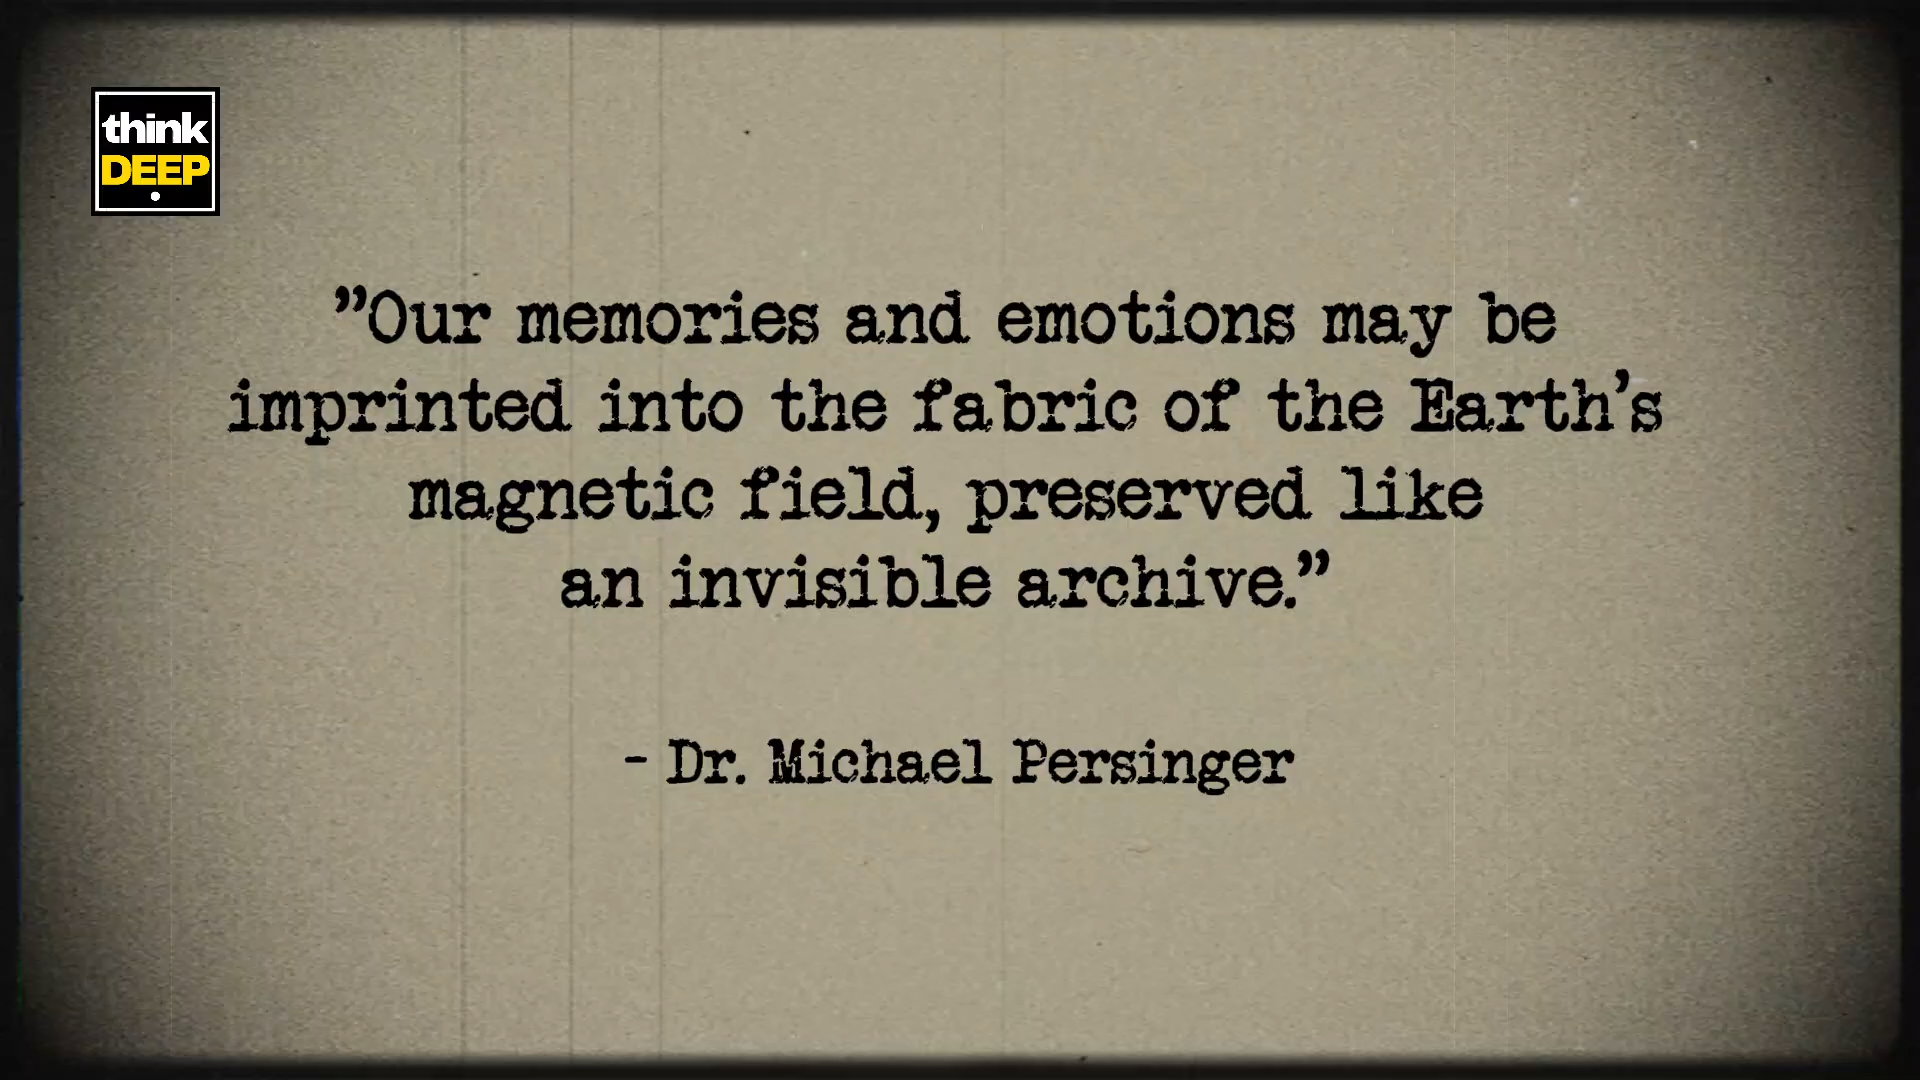 think
DEEP
”Our memories and emotions may be
imprinted into the fabric of the Earth’s
magnetic field, preserved like
an invisible archive.”
- Dr. Michael Persinger